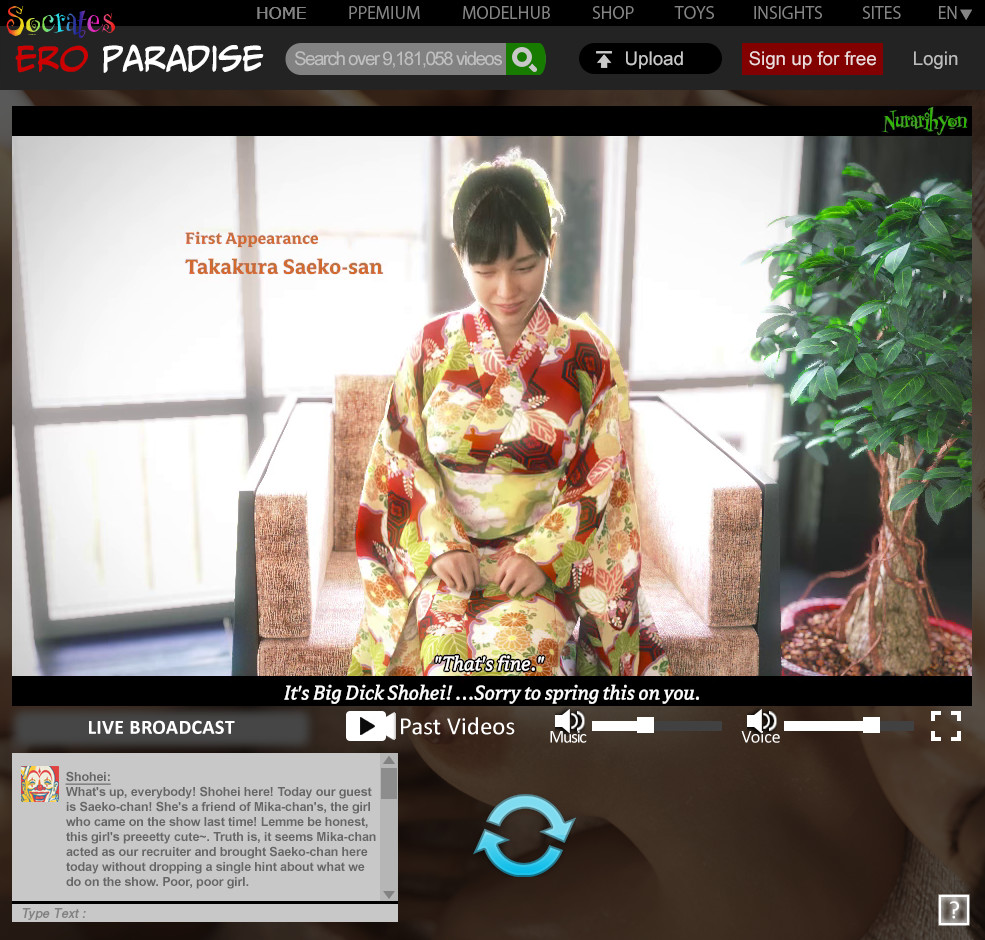 Socrates
HOME PPEMIUM MODELHUB SHOP TOYS INSIGHTS SITES EN
ERO PARADISE
Search over 9,181,058 videos
Upload
Sign up for free
Login
Nurarihyon
First Appearance
Takakura Saeko-san
"That's fine."
It's Big Dick Shohei! ...Sorry to spring this on you.
LIVE BROADCAST
Past Videos
Music
Voice
Shohei:
What's up, everybody! Shohei here! Today our guest
is Saeko-chan! She's a friend of Mika-chan's, the girl
who came on the show last time! Lemme be honest,
this girl's preeetty cute~. Truth is, it seems Mika-chan
acted as our recruiter and brought Saeko-chan here
today without dropping a single hint about what we
do on the show. Poor, poor girl.
Type Text :
?